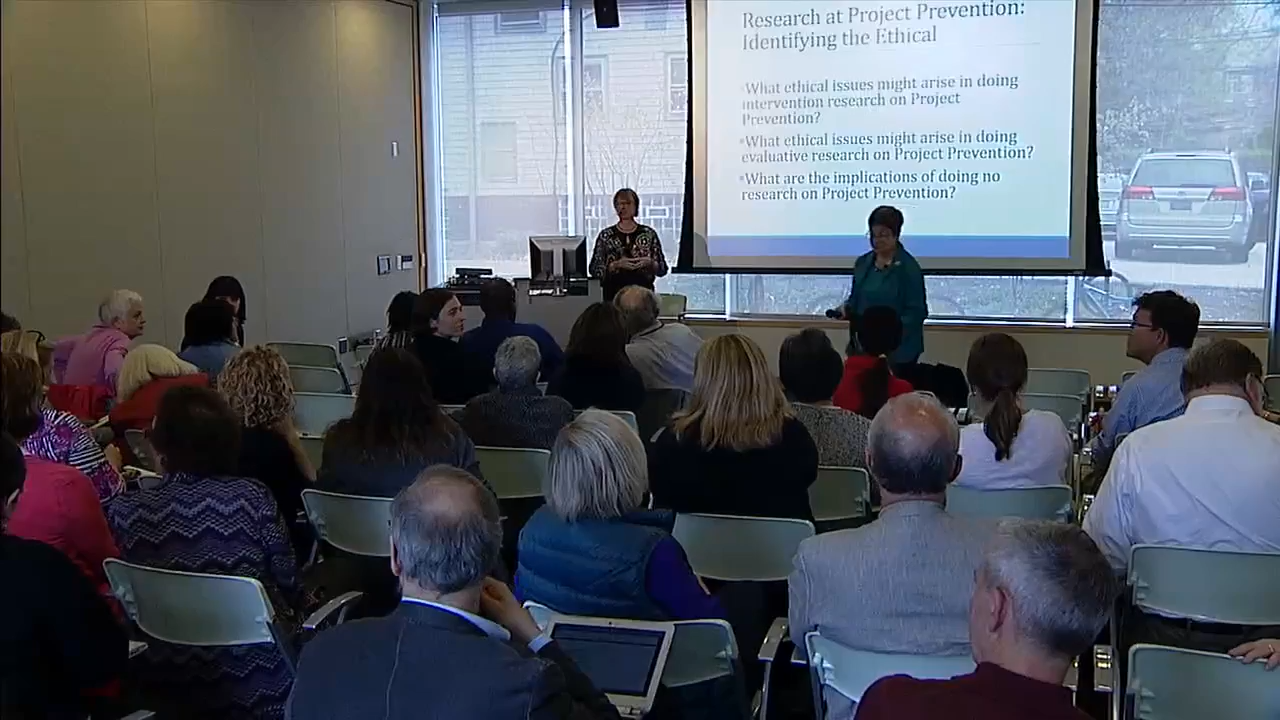 Research at Project Prevention:
Identifying the Ethical
What ethical issues might arise in doing
intervention research on Project
Prevention?
What ethical issues might arise in doing
evaluative research on Project Prevention?
What are the implications of doing no
research on Project Prevention?